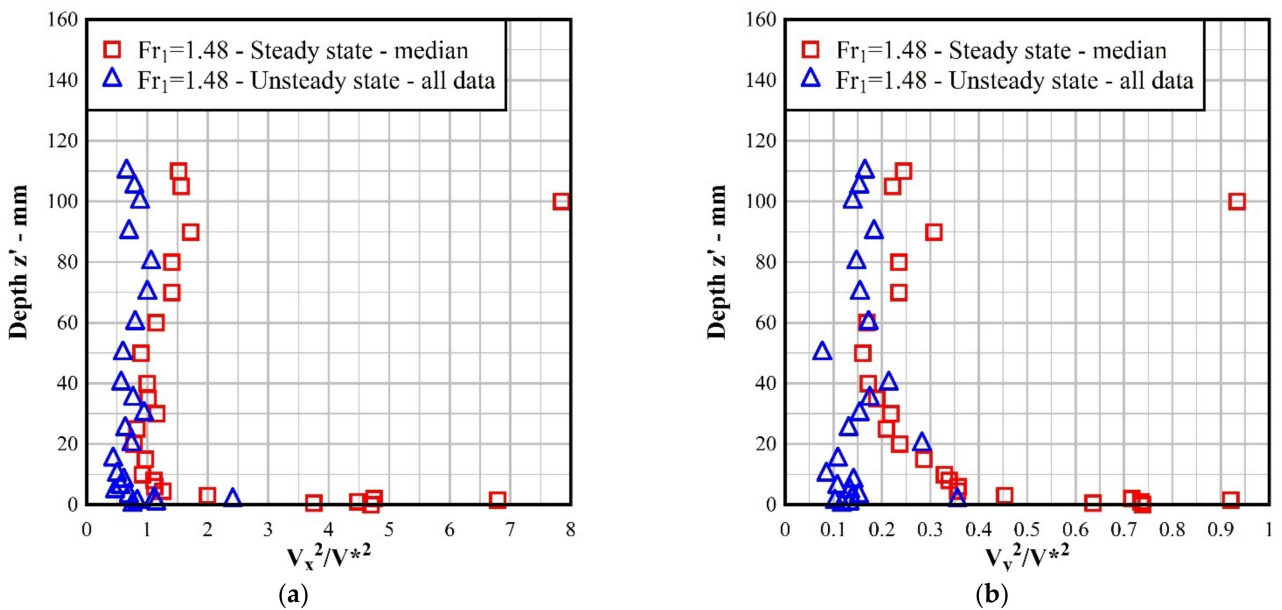 160
140
120
100
80
60
40
20
0
Depth z' - mm
Fr₁=1.48 - Steady state - median
Fr₁=1.48 - Unsteady state - all data
0 1 2 3 4 5 6 7 8
Vₓ²/V*²
(a)
160
140
120
100
80
60
40
20
0
Depth z' - mm
Fr₁=1.48 - Steady state - median
Fr₁=1.48 - Unsteady state - all data
0 0.1 0.2 0.3 0.4 0.5 0.6 0.7 0.8 0.9 1
Vᵧ²/V*²
(b)